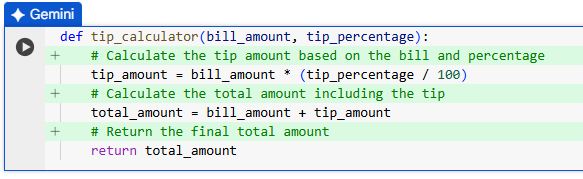 Gemini
def tip_calculator(bill_amount, tip_percentage):
+ # Calculate the tip amount based on the bill and percentage
tip_amount = bill_amount * (tip_percentage / 100)
+ # Calculate the total amount including the tip
total_amount = bill_amount + tip_amount
+ # Return the final total amount
return total_amount